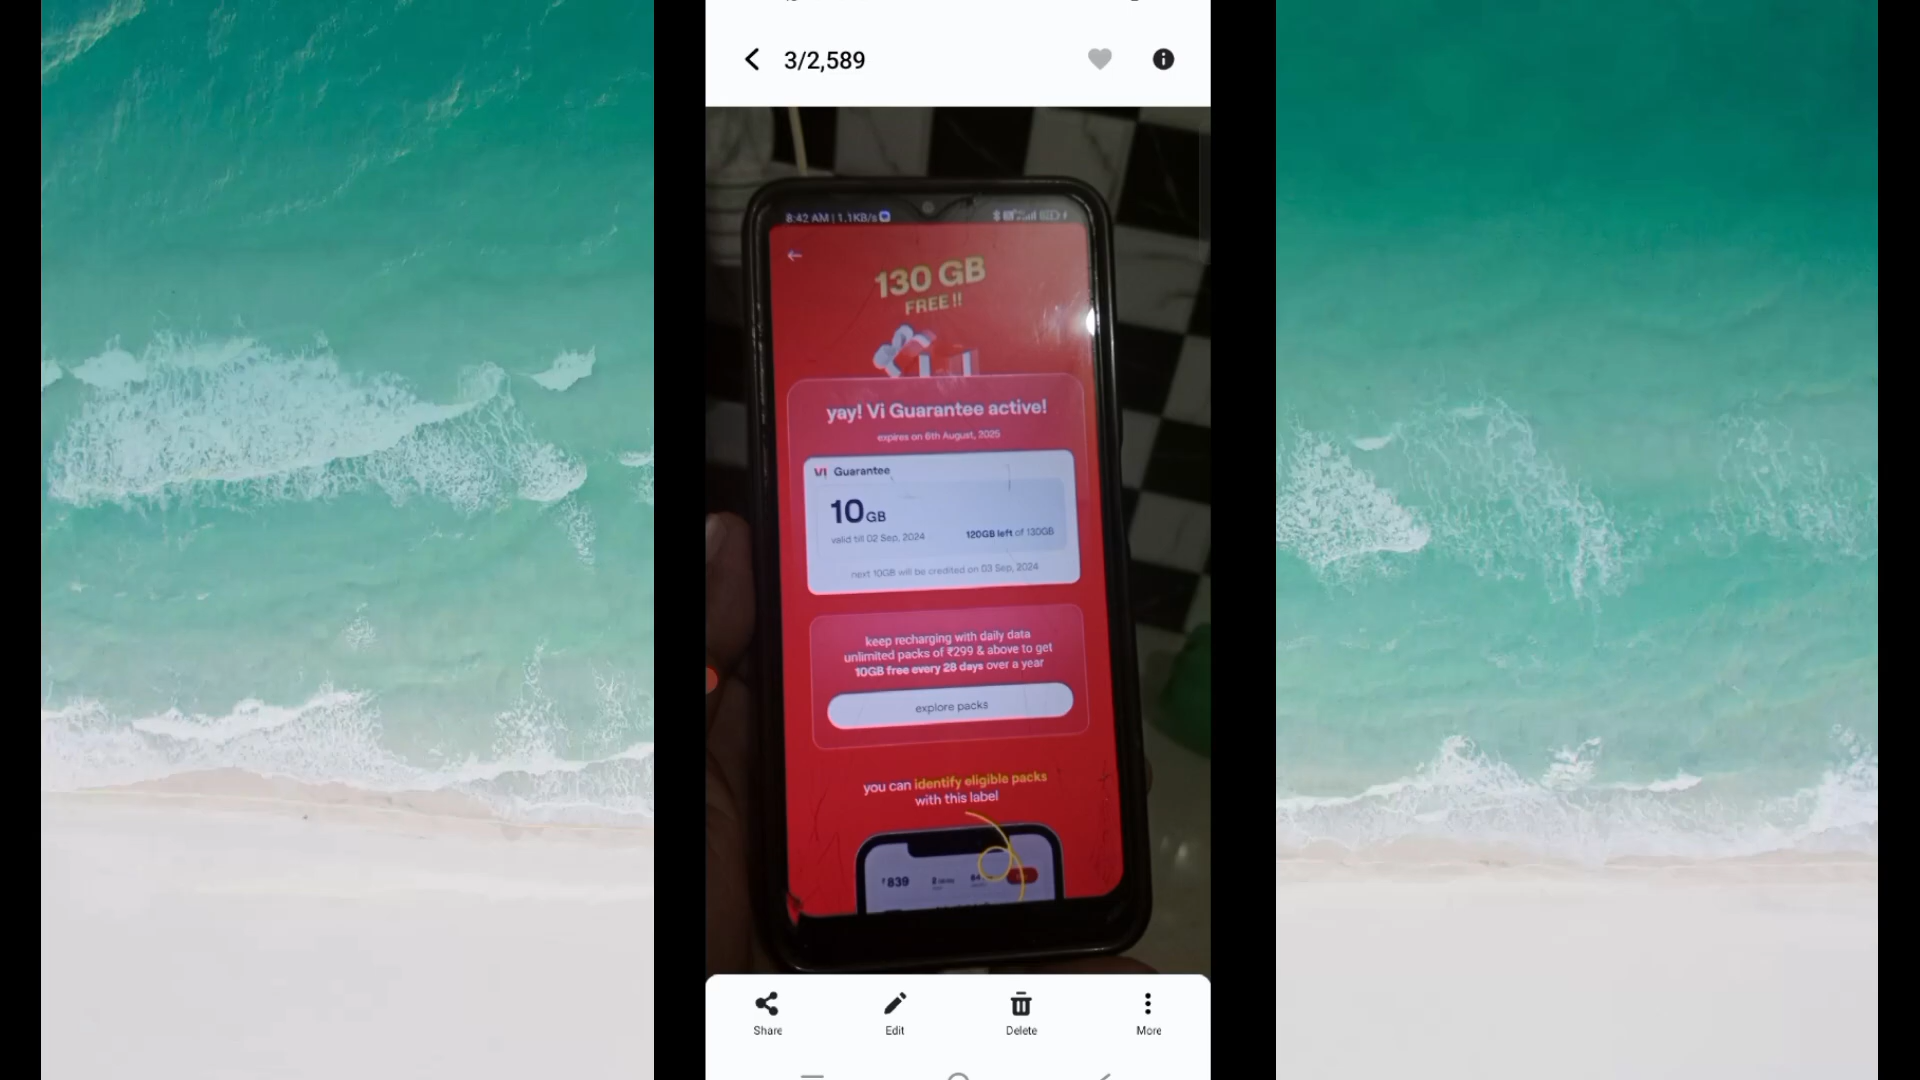 3/2,589
8:42 AM | 1.1KB/s
130 GB
FREE !!
yay! Vi Guarantee active!
expires on 6th August, 2025
VI Guarantee
10GB
valid till 02 Sep, 2024
120GB left of 130GB
next 10GB will be credited on 03 Sep, 2024
keep recharging with daily data
unlimited packs of ₹299 & above to get
10GB free every 28 days over a year
explore packs
you can identify eligible packs
with this label
₹839
Share
Edit
Delete
More